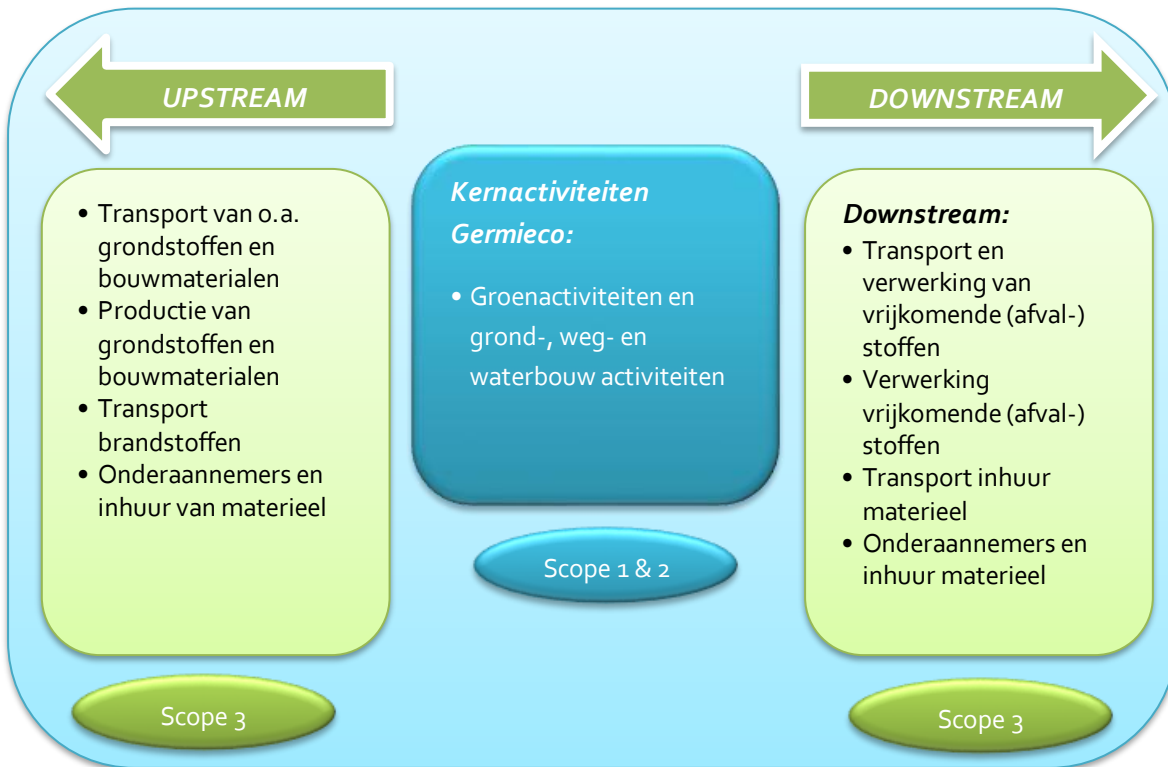 UPSTREAM
DOWNSTREAM
• Transport van o.a.
grondstoffen en
bouwmaterialen
• Productie van
grondstoffen en
bouwmaterialen
• Transport
brandstoffen
• Onderaannemers en
inhuur van materieel
Scope 3
Kernactiviteiten
Germieco:
• Groenactiviteiten en
grond-, weg- en
waterbouw activiteiten
Scope 1 & 2
Downstream:
• Transport en
verwerking van
vrijkomende (afval-)
stoffen
• Verwerking
vrijkomende (afval-)
stoffen
• Transport inhuur
materieel
• Onderaannemers en
inhuur materieel
Scope 3